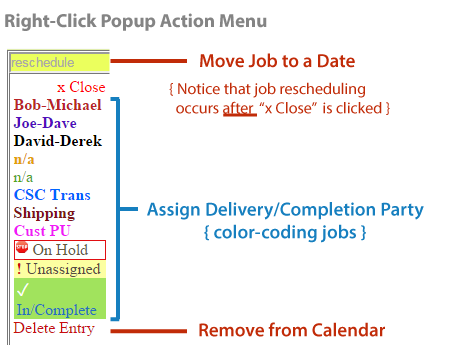 Right-Click Popup Action Menu
reschedule
Move Job to a Date
x Close
{ Notice that job rescheduling
occurs after “x Close” is clicked }
Bob-Michael
Joe-Dave
David-Derek
n/a
n/a
CSC Trans
Shipping
Cust PU
Assign Delivery/Completion Party
{ color-coding jobs }
On Hold
! Unassigned
✓
In/Complete
Delete Entry
Remove from Calendar